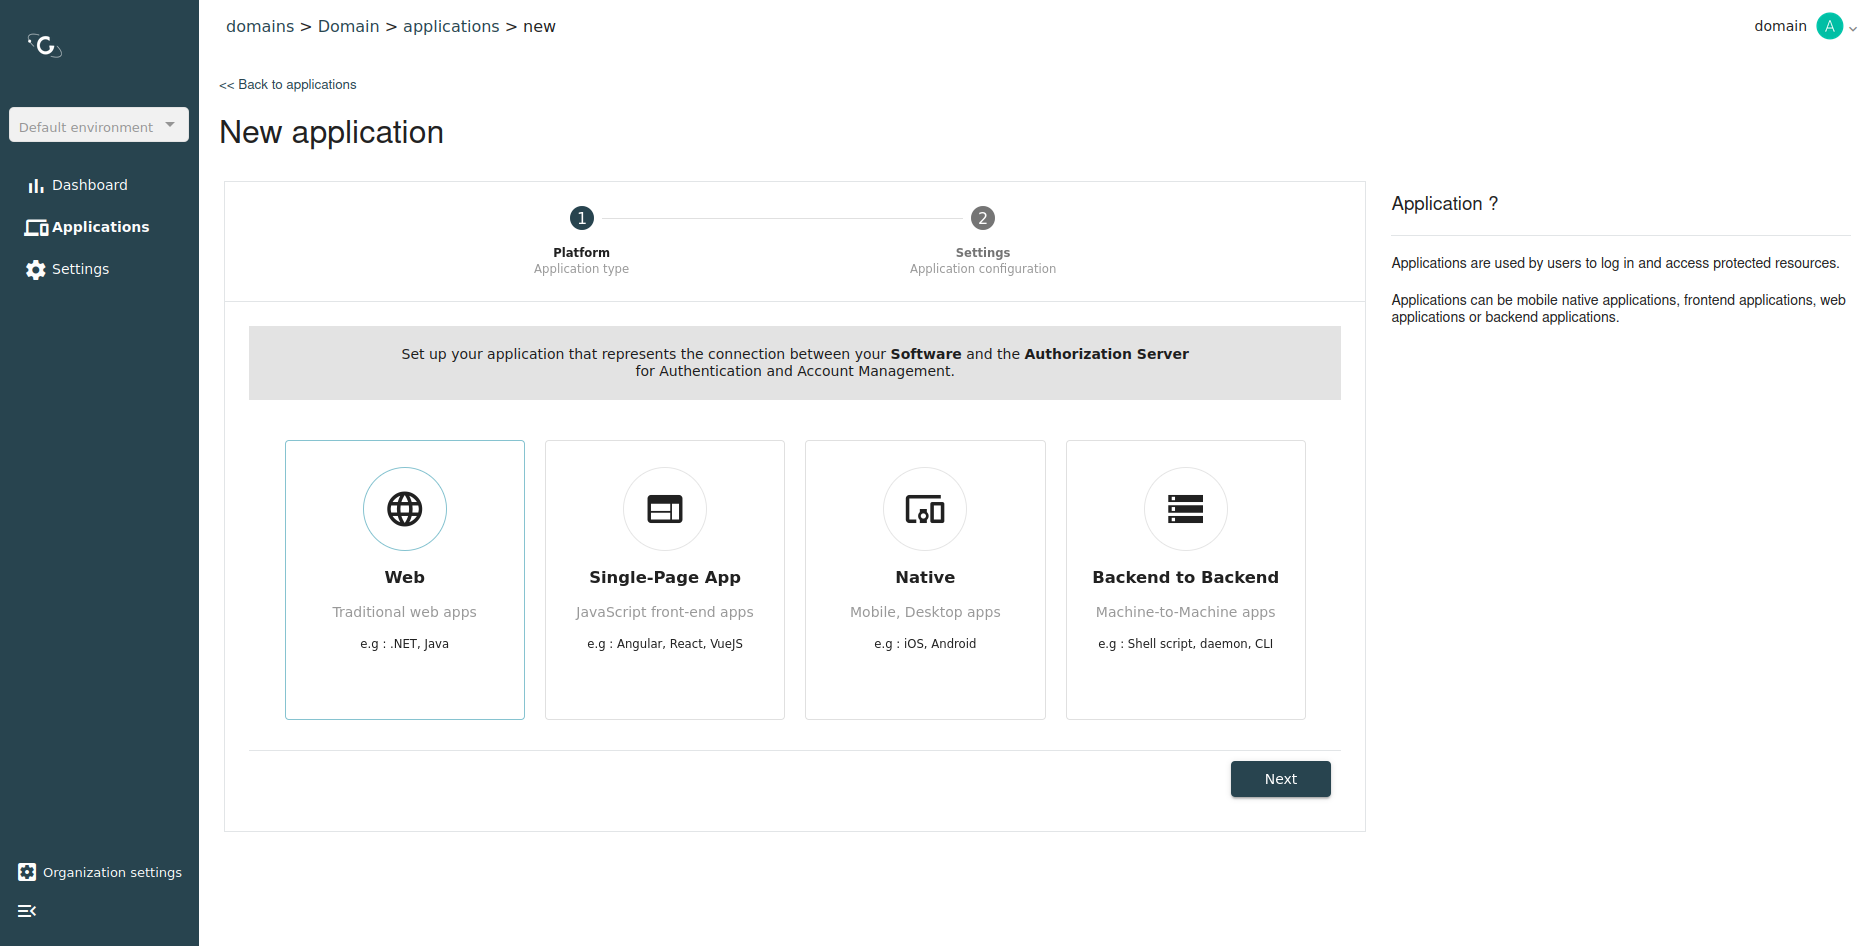 domains > Domain > applications > new
domain A
Default environment
Dashboard
Applications
Settings
Organization settings
<< Back to applications
New application
1
Platform
Application type
2
Settings
Application configuration
Set up your application that represents the connection between your Software and the Authorization Server
for Authentication and Account Management.
Web
Traditional web apps
e.g : .NET, Java
Single-Page App
JavaScript front-end apps
e.g : Angular, React, VueJS
Native
Mobile, Desktop apps
e.g : iOS, Android
Backend to Backend
Machine-to-Machine apps
e.g : Shell script, daemon, CLI
Next
Application ?
Applications are used by users to log in and access protected resources.
Applications can be mobile native applications, frontend applications, web
applications or backend applications.